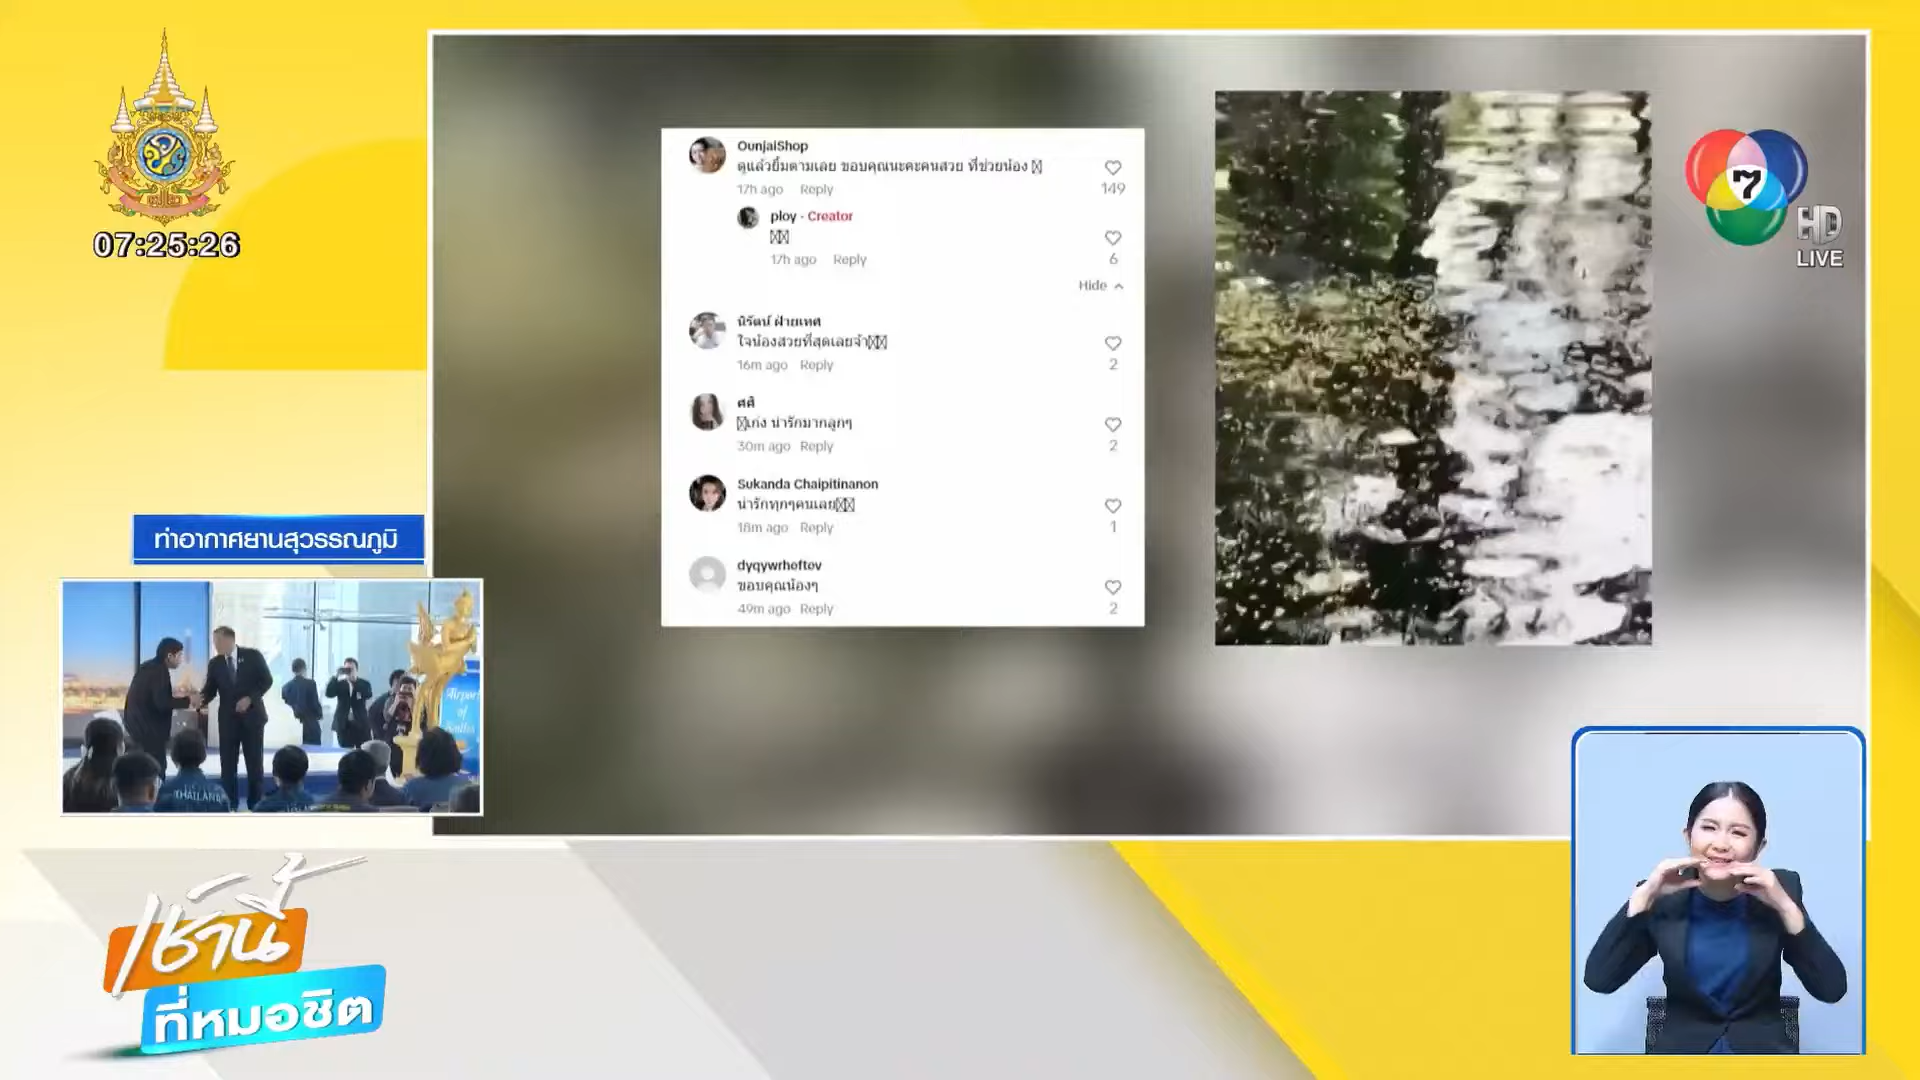 07:25:26
7
HD
LIVE
OunjaiShop
ดูแล้วยิ้มตามเลย ขอบคุณนะคะคนสวย ที่ช่วยน้อง
17h ago Reply
149
ploy · Creator
17h ago Reply
6
Hide
นิรัตน์ ฝ่ายเทศ
ใจน้องสวยที่สุดเลยจ้า
16m ago Reply
2
เก่ง น่ารักมากลูกๆ
30m ago Reply
2
Sukanda Chaipitinanon
น่ารักทุกๆคนเลย
18m ago Reply
1
dyqywrheftov
ขอบคุณน้องๆ
49m ago Reply
2
ท่าอากาศยานสุวรรณภูมิ
Airport
of
THAILAND
เช้านี้
ที่หมอชิต